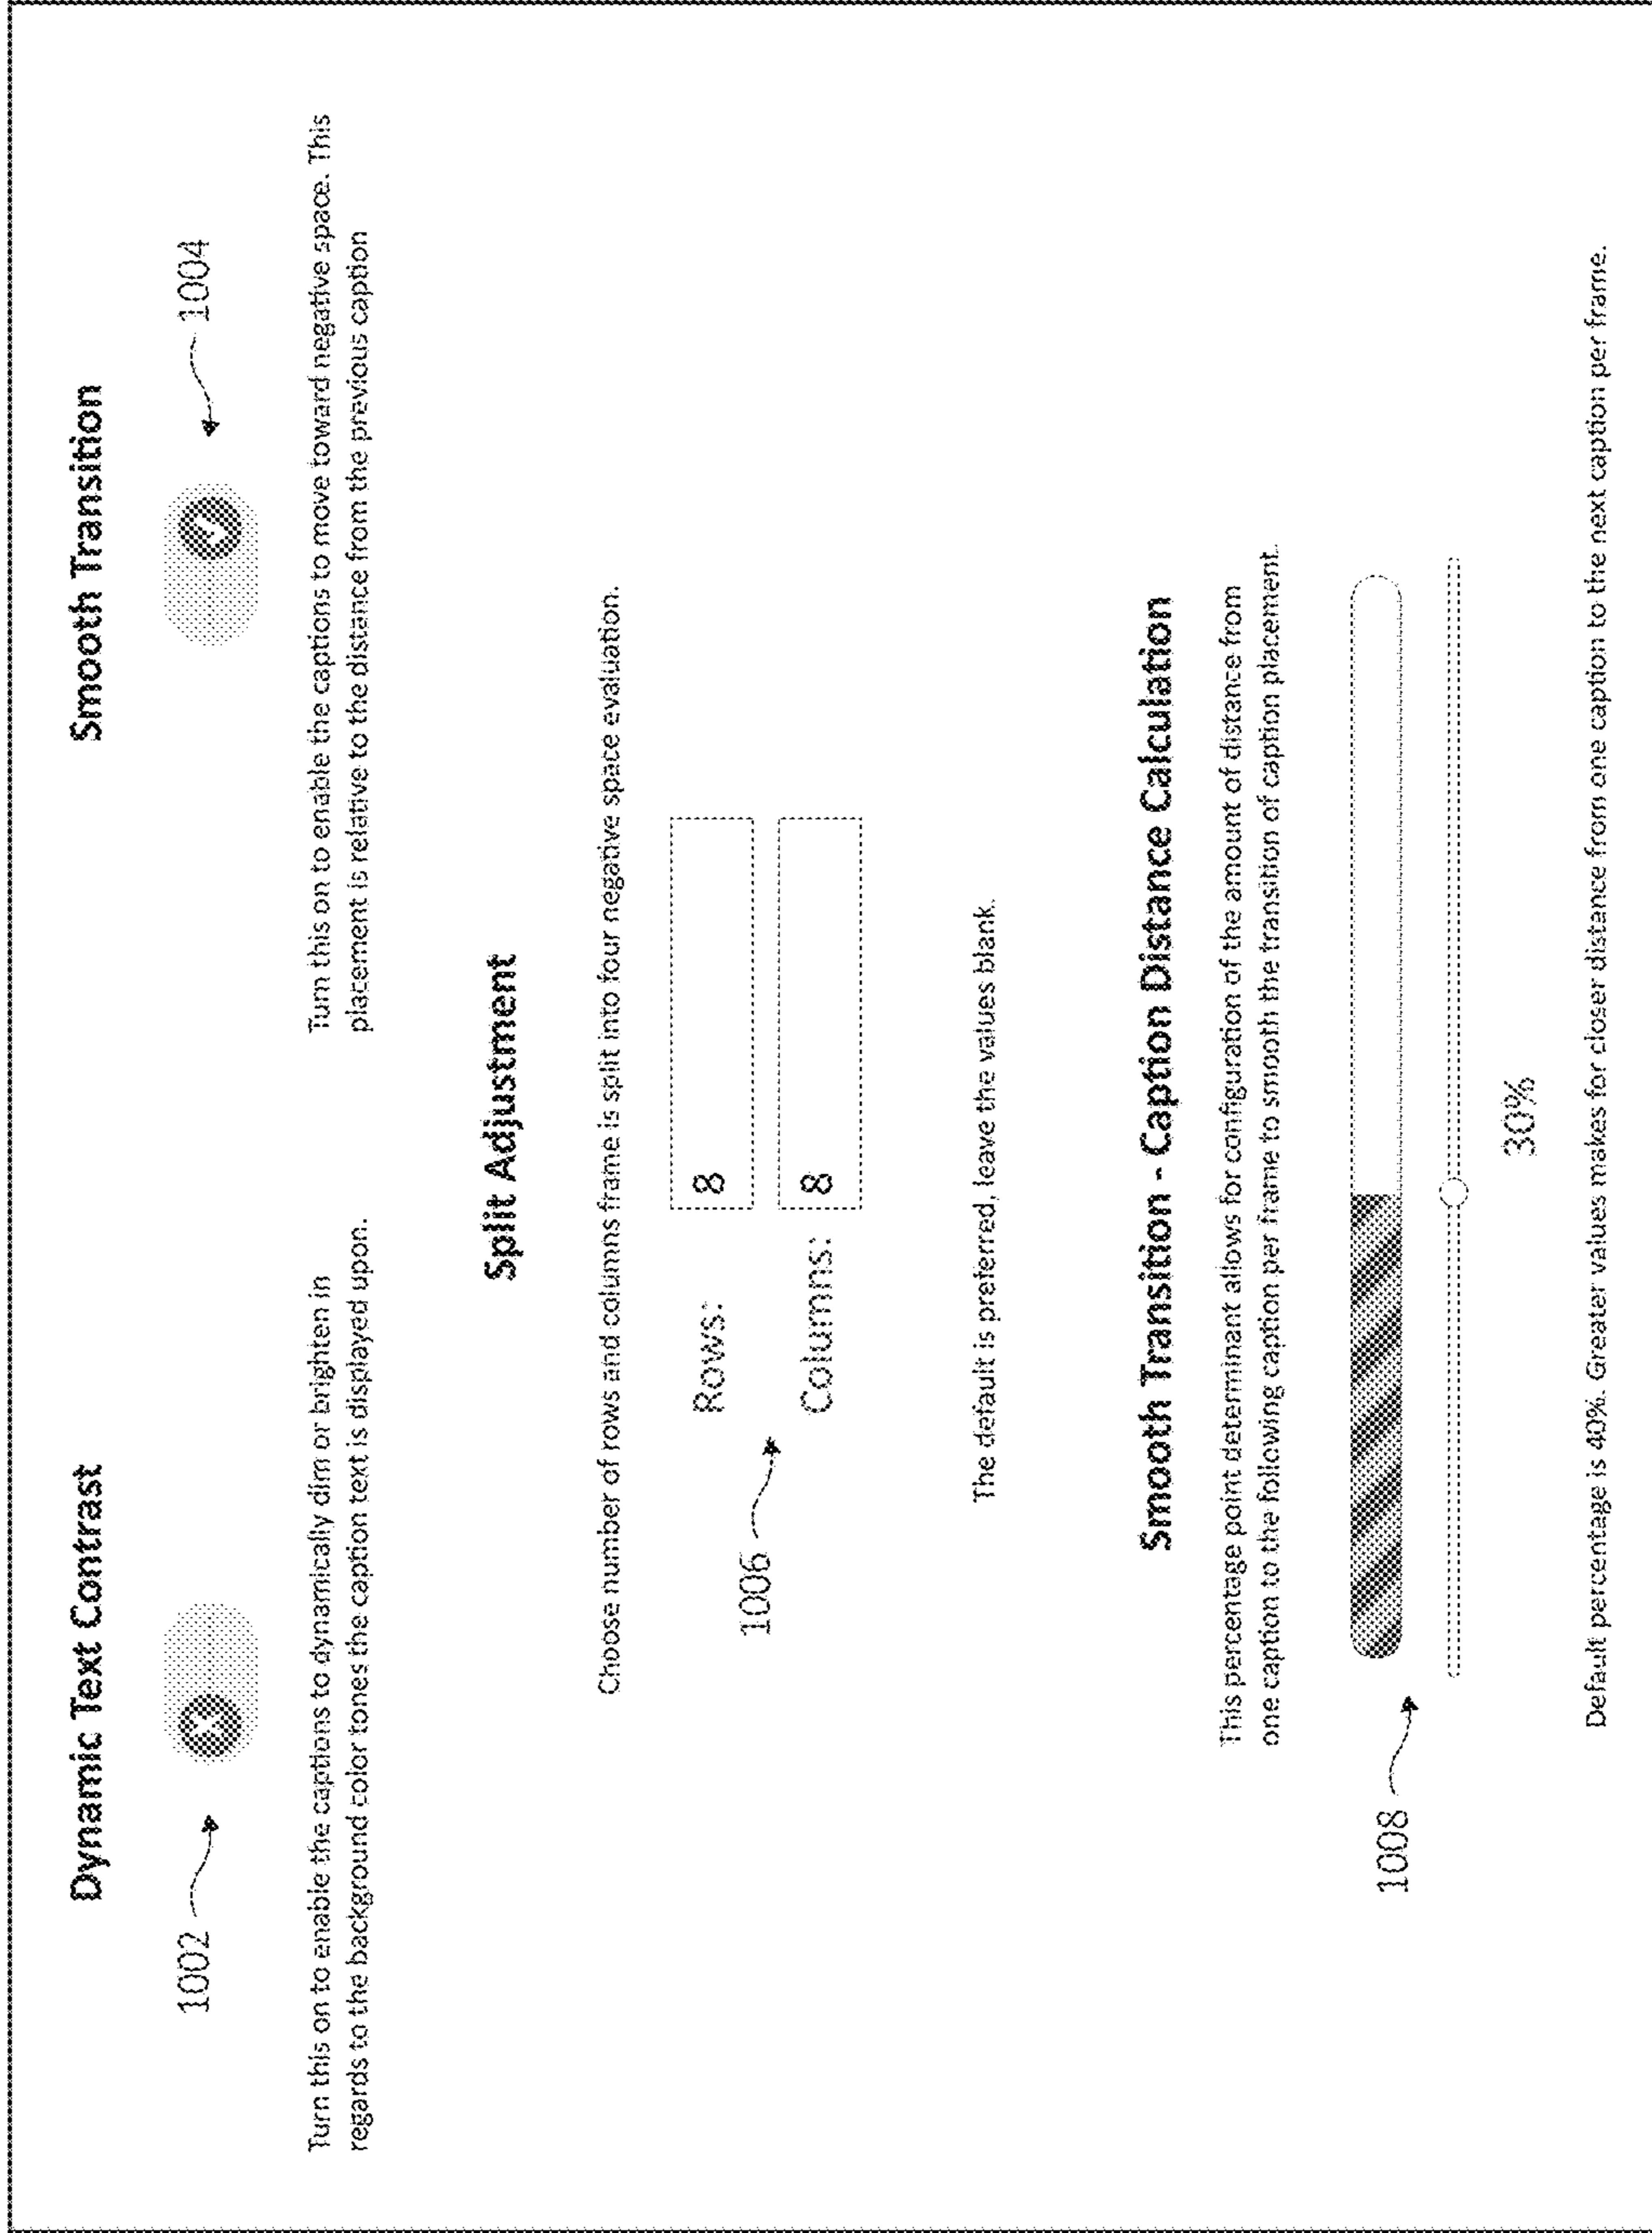 Dynamic Text Contrast
1002
Turn this on to enable the captions to dynamically dim or brighten in
regards to the background color tones the caption text is displayed upon.
Smooth Transition
1004
Turn this on to enable the captions to move toward negative space. This
placement is relative to the distance from the previous caption
Split Adjustment
Choose number of rows and columns frame is split into four negative space evaluation.
Rows: 8
1006
Columns: 8
The default is preferred, leave the values blank.
Smooth Transition - Caption Distance Calculation
This percentage point determinant allows for configuration of the amount of distance from
one caption to the following caption per frame to smooth the transition of caption placement.
1008
30%
Default percentage is 40%. Greater values makes for closer distance from one caption to the next caption per frame.